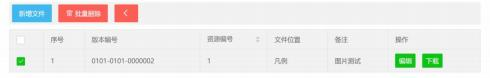 新增文件 批量删除
序号 版本编号 资源编号 文件位置 备注 操作
1 0101-0101-0000002 1 凡例 图片测试 编辑 下载